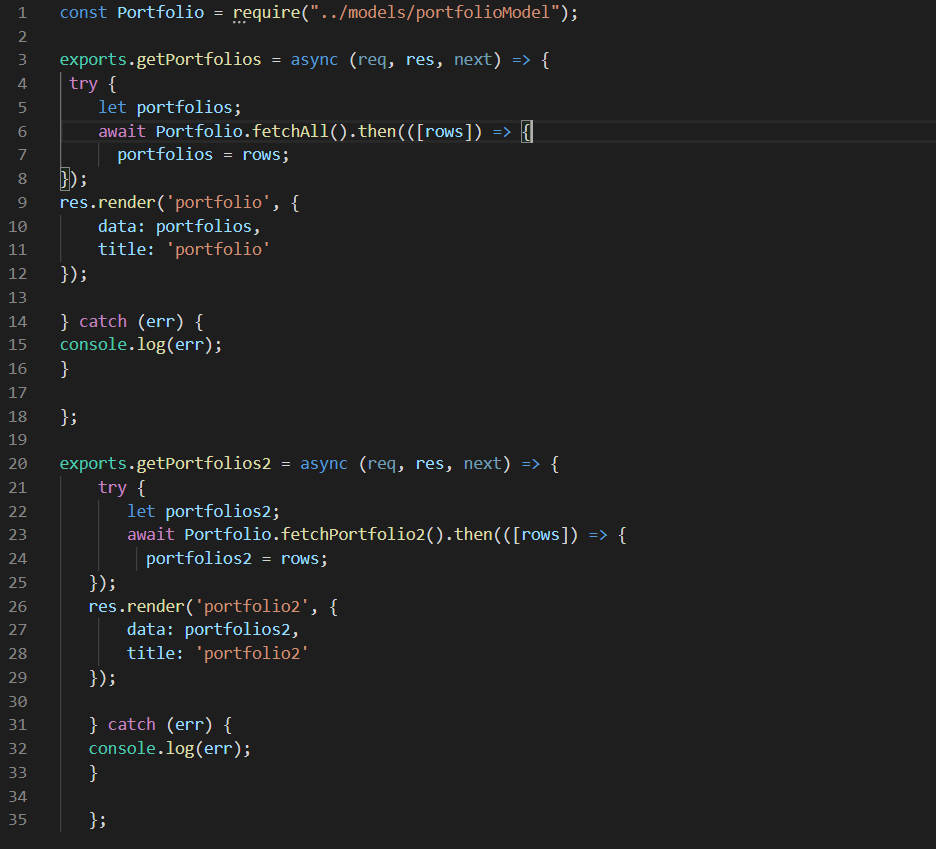 1 const Portfolio = require("../models/portfolioModel");
2
3 exports.getPortfolios = async (req, res, next) => {
4  try {
5     let portfolios;
6     await Portfolio.fetchAll().then(([rows]) => {
7       portfolios = rows;
8 });
9 res.render('portfolio', {
10     data: portfolios,
11     title: 'portfolio'
12 });
13
14 } catch (err) {
15 console.log(err);
16 }
17
18 };
19
20 exports.getPortfolios2 = async (req, res, next) => {
21     try {
22        let portfolios2;
23        await Portfolio.fetchPortfolio2().then(([rows]) => {
24          portfolios2 = rows;
25    });
26    res.render('portfolio2', {
27        data: portfolios2,
28        title: 'portfolio2'
29    });
30
31    } catch (err) {
32    console.log(err);
33    }
34
35    };